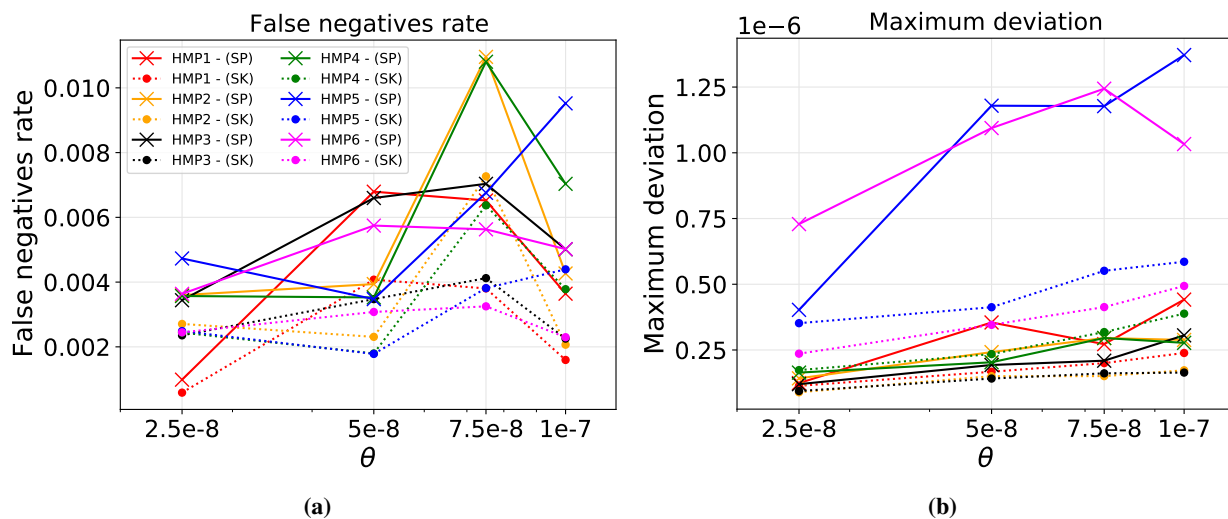 False negatives rate
False negatives rate
0.010
0.008
0.006
0.004
0.002
HMP1 - (SP)
HMP1 - (SK)
HMP2 - (SP)
HMP2 - (SK)
HMP3 - (SP)
HMP3 - (SK)
HMP4 - (SP)
HMP4 - (SK)
HMP5 - (SP)
HMP5 - (SK)
HMP6 - (SP)
HMP6 - (SK)
2.5e-8 5e-8 7.5e-8 1e-7
θ
(a)
Maximum deviation
1e−6
Maximum deviation
1.25
1.00
0.75
0.50
0.25
2.5e-8 5e-8 7.5e-8 1e-7
θ
(b)